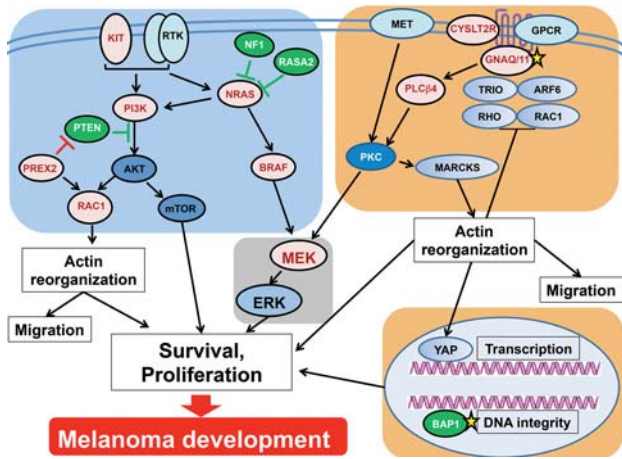 KIT
RTK
NF1
RASA2
NRAS
PI3K
PTEN
PREX2
AKT
BRAF
RAC1
mTOR
MET
CYSLT2R
GPCR
GNAQ/11
PLCβ4
TRIO
ARF6
RHO
RAC1
PKC
MARCKS
MEK
ERK
Actin
reorganization
Migration
Actin
reorganization
Migration
Survival,
Proliferation
Melanoma development
YAP
Transcription
BAP1
DNA integrity